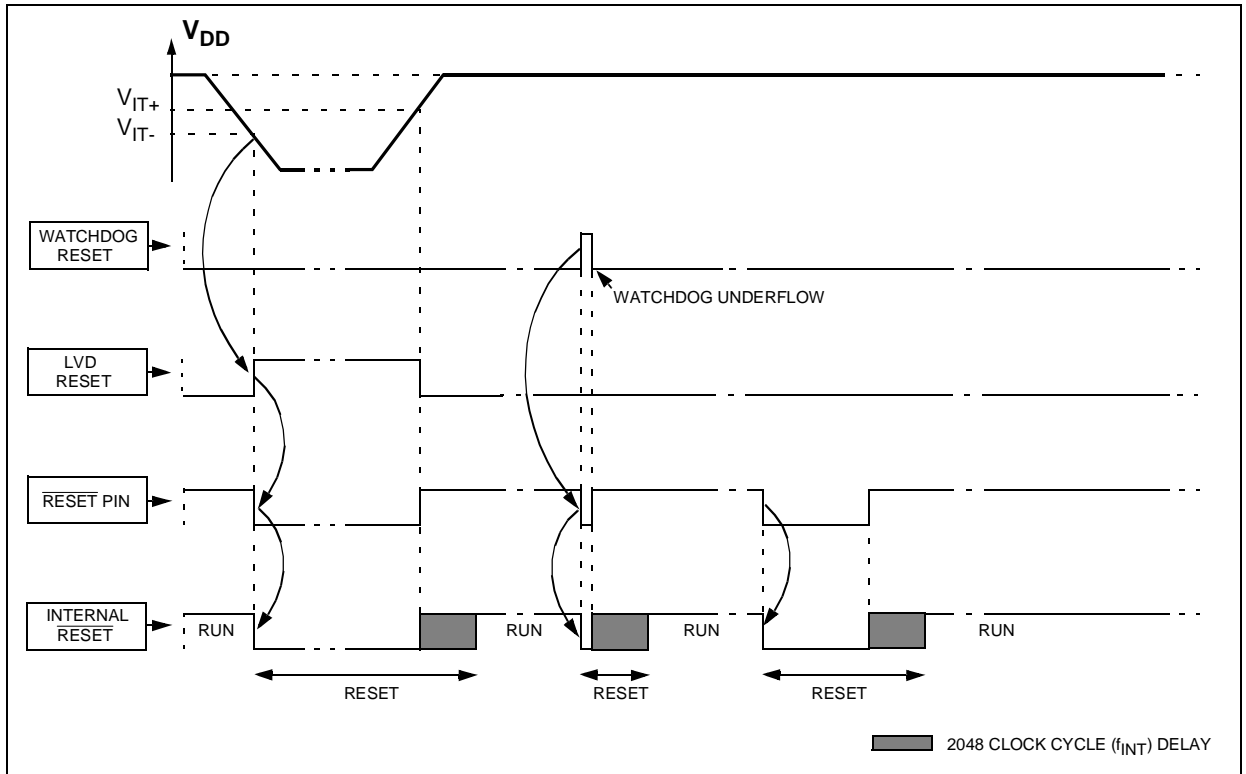 VDD
VIT+
VIT-
WATCHDOG
RESET
WATCHDOG UNDERFLOW
LVD
RESET
RESET PIN
INTERNAL
RESET
RUN
RUN
RUN
RUN
RESET
RESET
RESET
2048 CLOCK CYCLE (fINT) DELAY